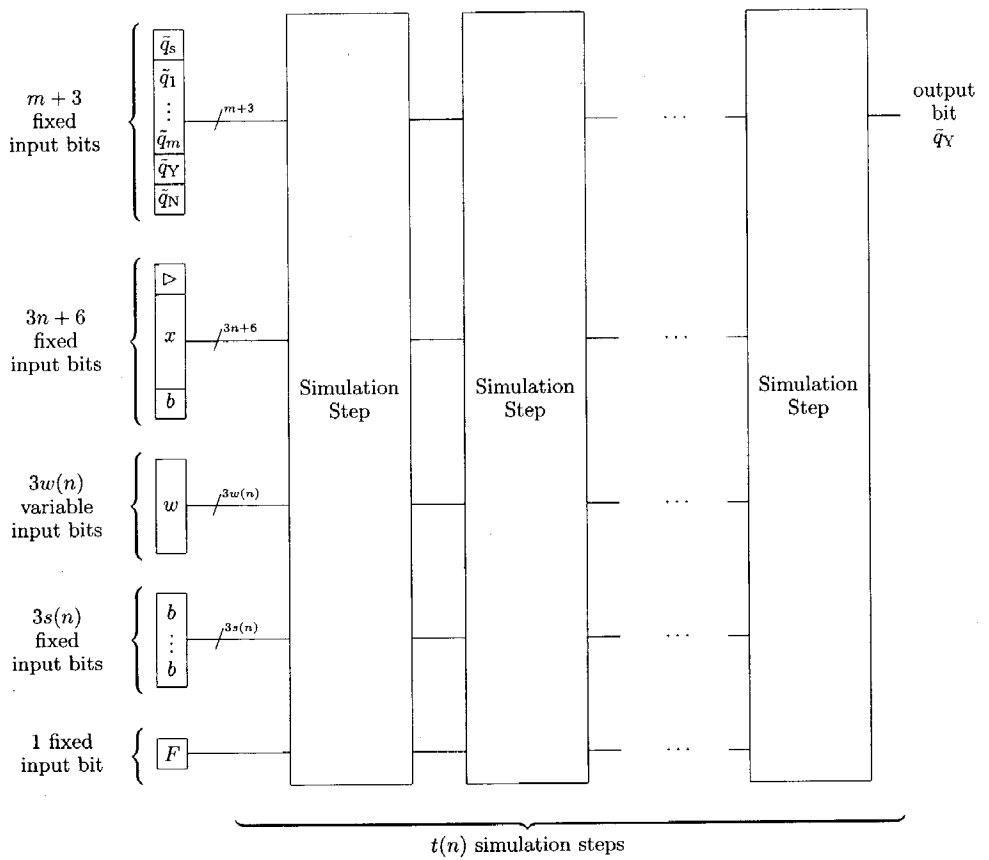 m + 3
fixed
input bits
q̃s
q̃1
⋮
q̃m
q̃Y
q̃N
m+3
output
bit
q̃Y
3n + 6
fixed
input bits
▷
x
b
3n+6
Simulation
Step
Simulation
Step
Simulation
Step
3w(n)
variable
input bits
w
3w(n)
3s(n)
fixed
input bits
b
⋮
b
3s(n)
1 fixed
input bit
F
···
···
···
···
···
t(n) simulation steps